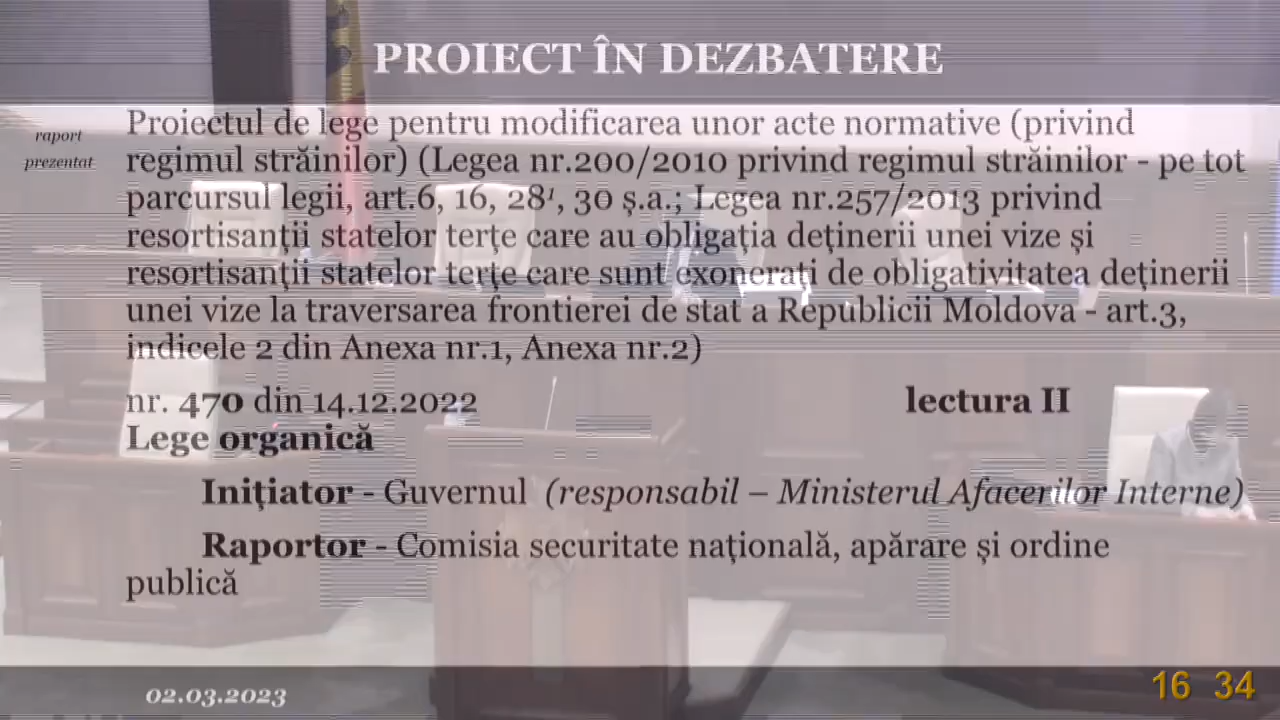 PROIECT ÎN DEZBATERE
raport
prezentat
Proiectul de lege pentru modificarea unor acte normative (privind
regimul străinilor) (Legea nr.200/2010 privind regimul străinilor - pe tot
parcursul legii, art.6, 16, 28¹, 30 ș.a.; Legea nr.257/2013 privind
resortisanții statelor terțe care au obligația deținerii unei vize și
resortisanții statelor terțe care sunt exonerați de obligativitatea deținerii
unei vize la traversarea frontierei de stat a Republicii Moldova - art.3,
indicele 2 din Anexa nr.1, Anexa nr.2)
nr. 470 din 14.12.2022 lectura II
Lege organică
Inițiator - Guvernul (responsabil – Ministerul Afacerilor Interne)
Raportor - Comisia securitate națională, apărare și ordine
publică
02.03.2023 16 34